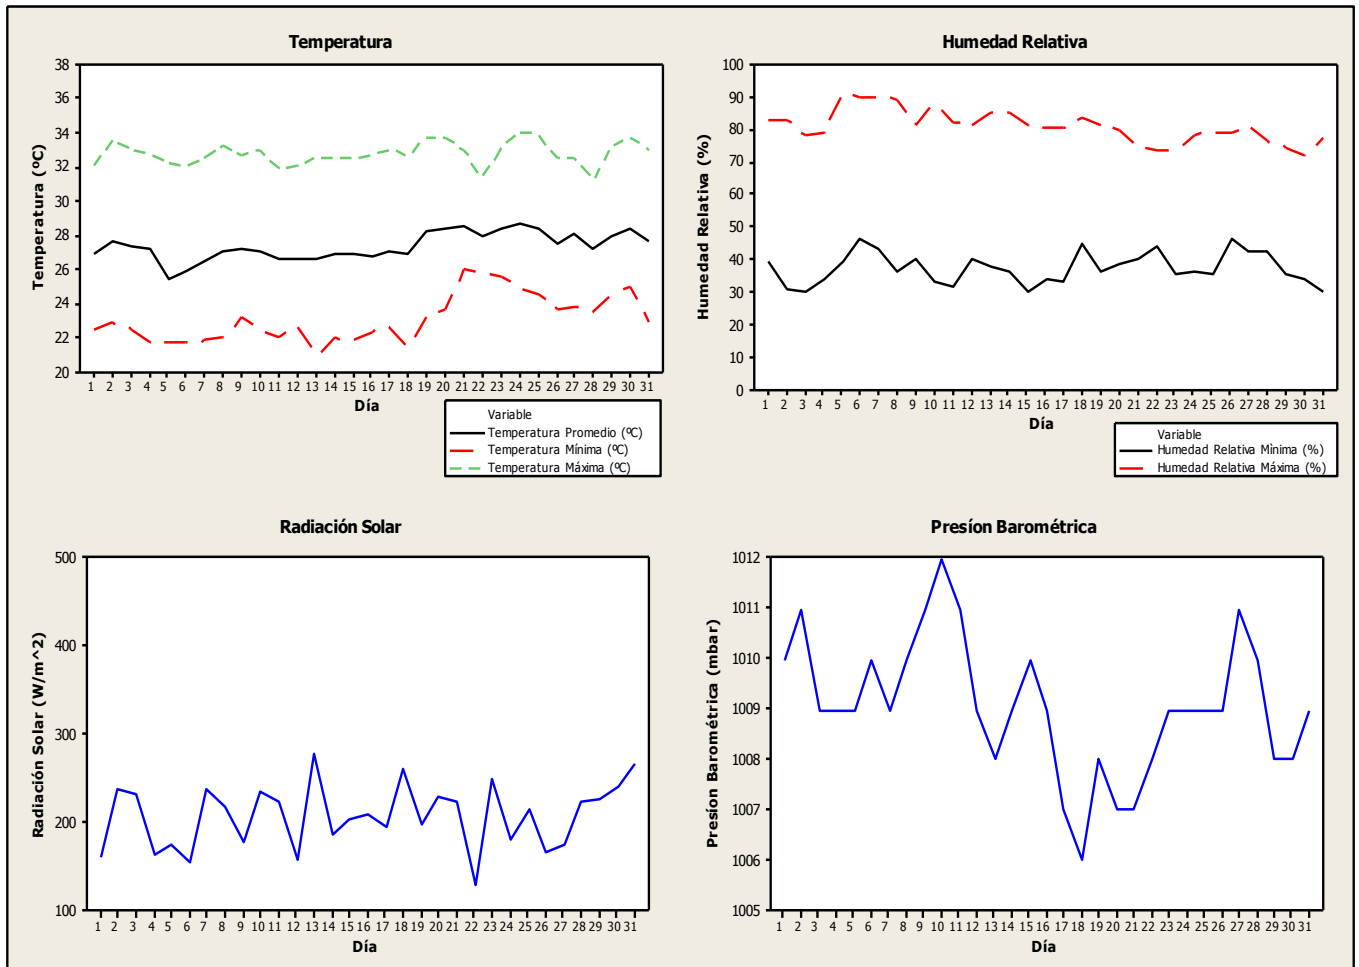 Temperatura
38
36
34
32
30
28
26
24
22
20
Temperatura (ºC)
1 2 3 4 5 6 7 8 9 10 11 12 13 14 15 16 17 18 19 20 21 22 23 24 25 26 27 28 29 30 31
Día
Variable
Temperatura Promedio (ºC)
Temperatura Mínima (ºC)
Temperatura Máxima (ºC)
Humedad Relativa
100
90
80
70
60
50
40
30
20
10
0
Humedad Relativa (%)
1 2 3 4 5 6 7 8 9 10 11 12 13 14 15 16 17 18 19 20 21 22 23 24 25 26 27 28 29 30 31
Día
Variable
Humedad Relativa Mìnima (%)
Humedad Relativa Máxima (%)
Radiación Solar
500
400
300
200
100
Radiación Solar (W/m^2)
1 2 3 4 5 6 7 8 9 10 11 12 13 14 15 16 17 18 19 20 21 22 23 24 25 26 27 28 29 30 31
Día
Presíon Barométrica
1012
1011
1010
1009
1008
1007
1006
1005
Presíon Barométrica (mbar)
1 2 3 4 5 6 7 8 9 10 11 12 13 14 15 16 17 18 19 20 21 22 23 24 25 26 27 28 29 30 31
Día